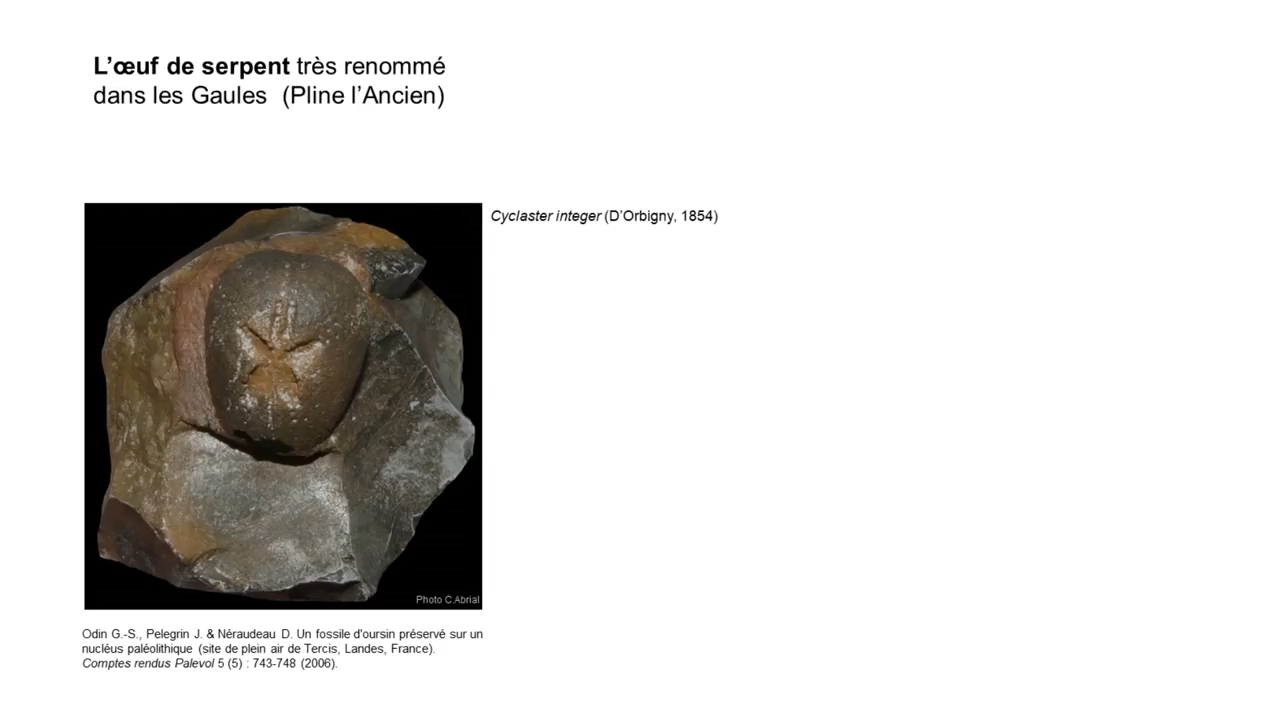 L'œuf de serpent très renommé
dans les Gaules (Pline l'Ancien)
Cyclaster integer (D'Orbigny, 1854)
Photo C.Abrial
Odin G.-S., Pelegrin J. & Néraudeau D. Un fossile d'oursin préservé sur un
nucléus paléolithique (site de plein air de Tercis, Landes, France).
Comptes rendus Palevol 5 (5) : 743-748 (2006).